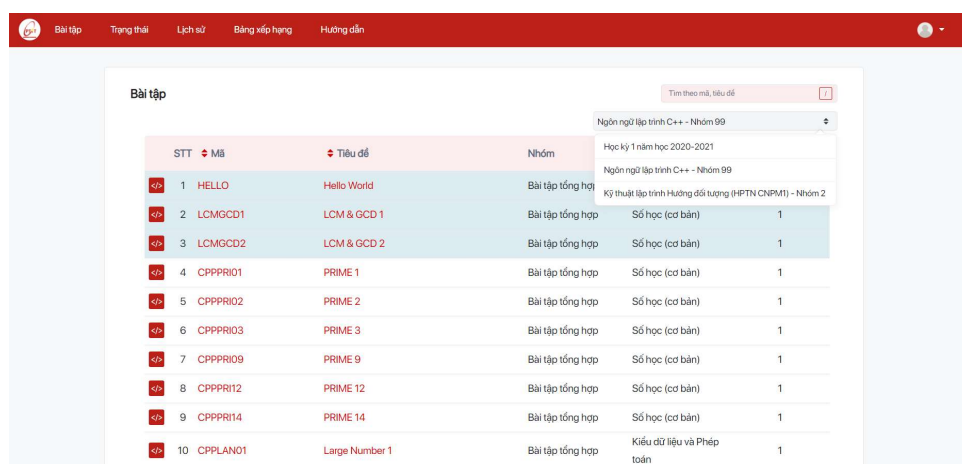 Bài tập Trạng thái Lịch sử Bảng xếp hạng Hướng dẫn
Bài tập
Tìm theo mã, tiêu đề /
Ngôn ngữ lập trình C++ - Nhóm 99
Học kỳ 1 năm học 2020-2021
Ngôn ngữ lập trình C++ - Nhóm 99
Kỹ thuật lập trình Hướng đối tượng (HPTN CNPM1) - Nhóm 2
STT Mã Tiêu đề Nhóm
</> 1 HELLO Hello World Bài tập tổng hợp
</> 2 LCMGCD1 LCM & GCD 1 Bài tập tổng hợp Số học (cơ bản) 1
</> 3 LCMGCD2 LCM & GCD 2 Bài tập tổng hợp Số học (cơ bản) 1
</> 4 CPPPRI01 PRIME 1 Bài tập tổng hợp Số học (cơ bản) 1
</> 5 CPPPRI02 PRIME 2 Bài tập tổng hợp Số học (cơ bản) 1
</> 6 CPPPRI03 PRIME 3 Bài tập tổng hợp Số học (cơ bản) 1
</> 7 CPPPRI09 PRIME 9 Bài tập tổng hợp Số học (cơ bản) 1
</> 8 CPPPRI12 PRIME 12 Bài tập tổng hợp Số học (cơ bản) 1
</> 9 CPPPRI14 PRIME 14 Bài tập tổng hợp Số học (cơ bản) 1
</> 10 CPPLAN01 Large Number 1 Bài tập tổng hợp Kiểu dữ liệu và Phép toán 1